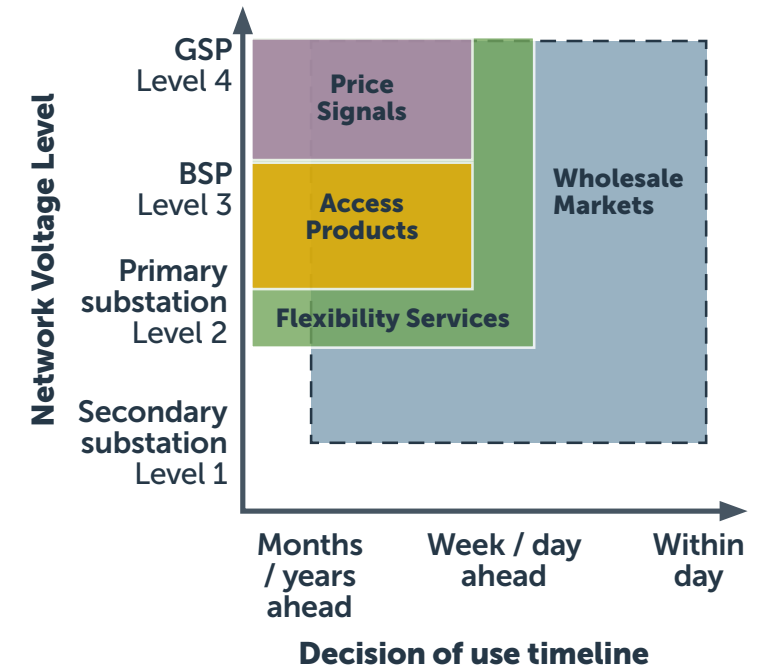 Network Voltage Level
GSP
Level 4
BSP
Level 3
Primary
substation
Level 2
Secondary
substation
Level 1
Price
Signals
Access
Products
Flexibility Services
Wholesale
Markets
Months
/ years
ahead
Week / day
ahead
Within
day
Decision of use timeline